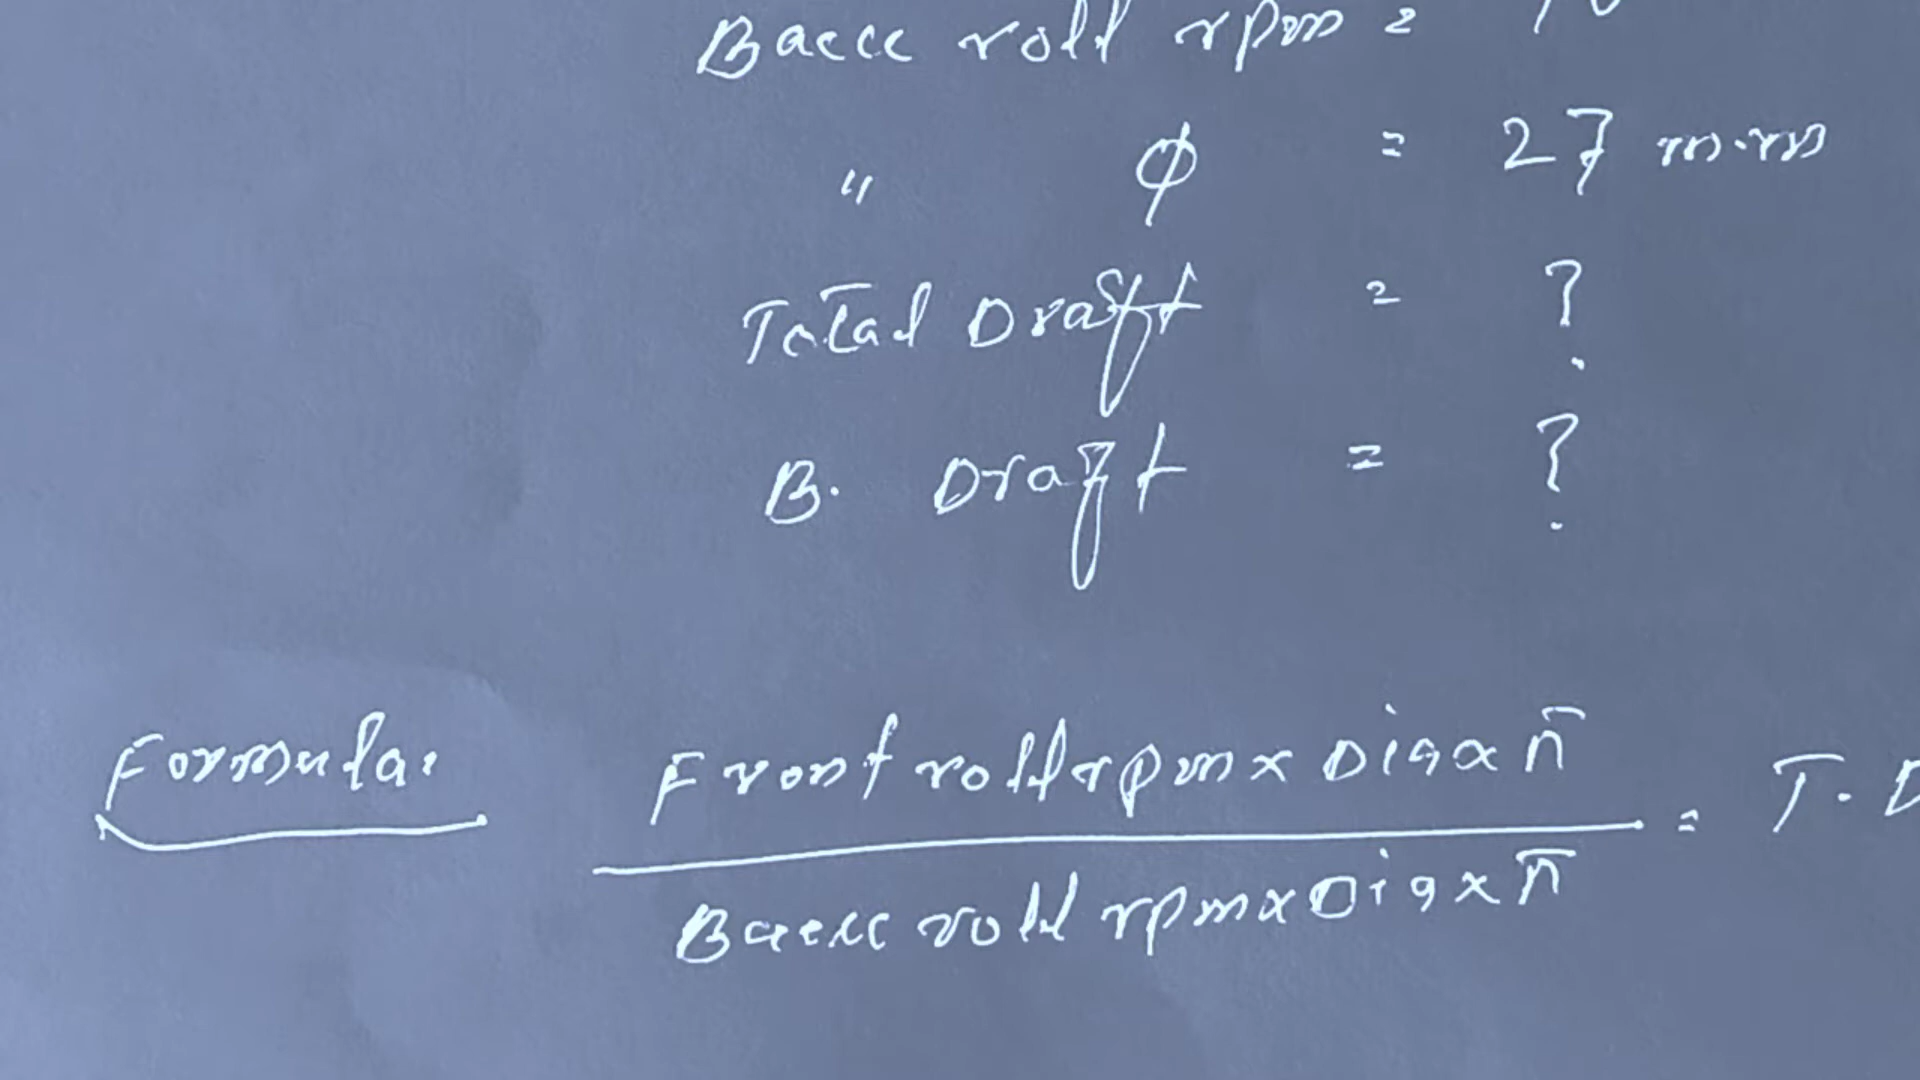 Back roll rpm =
" φ = 27 m.m
Total Draft = ?
B. Draft = ?
Formula:
Front roll rpm x Dia x π
= T. D
Back roll rpm x Dia x π